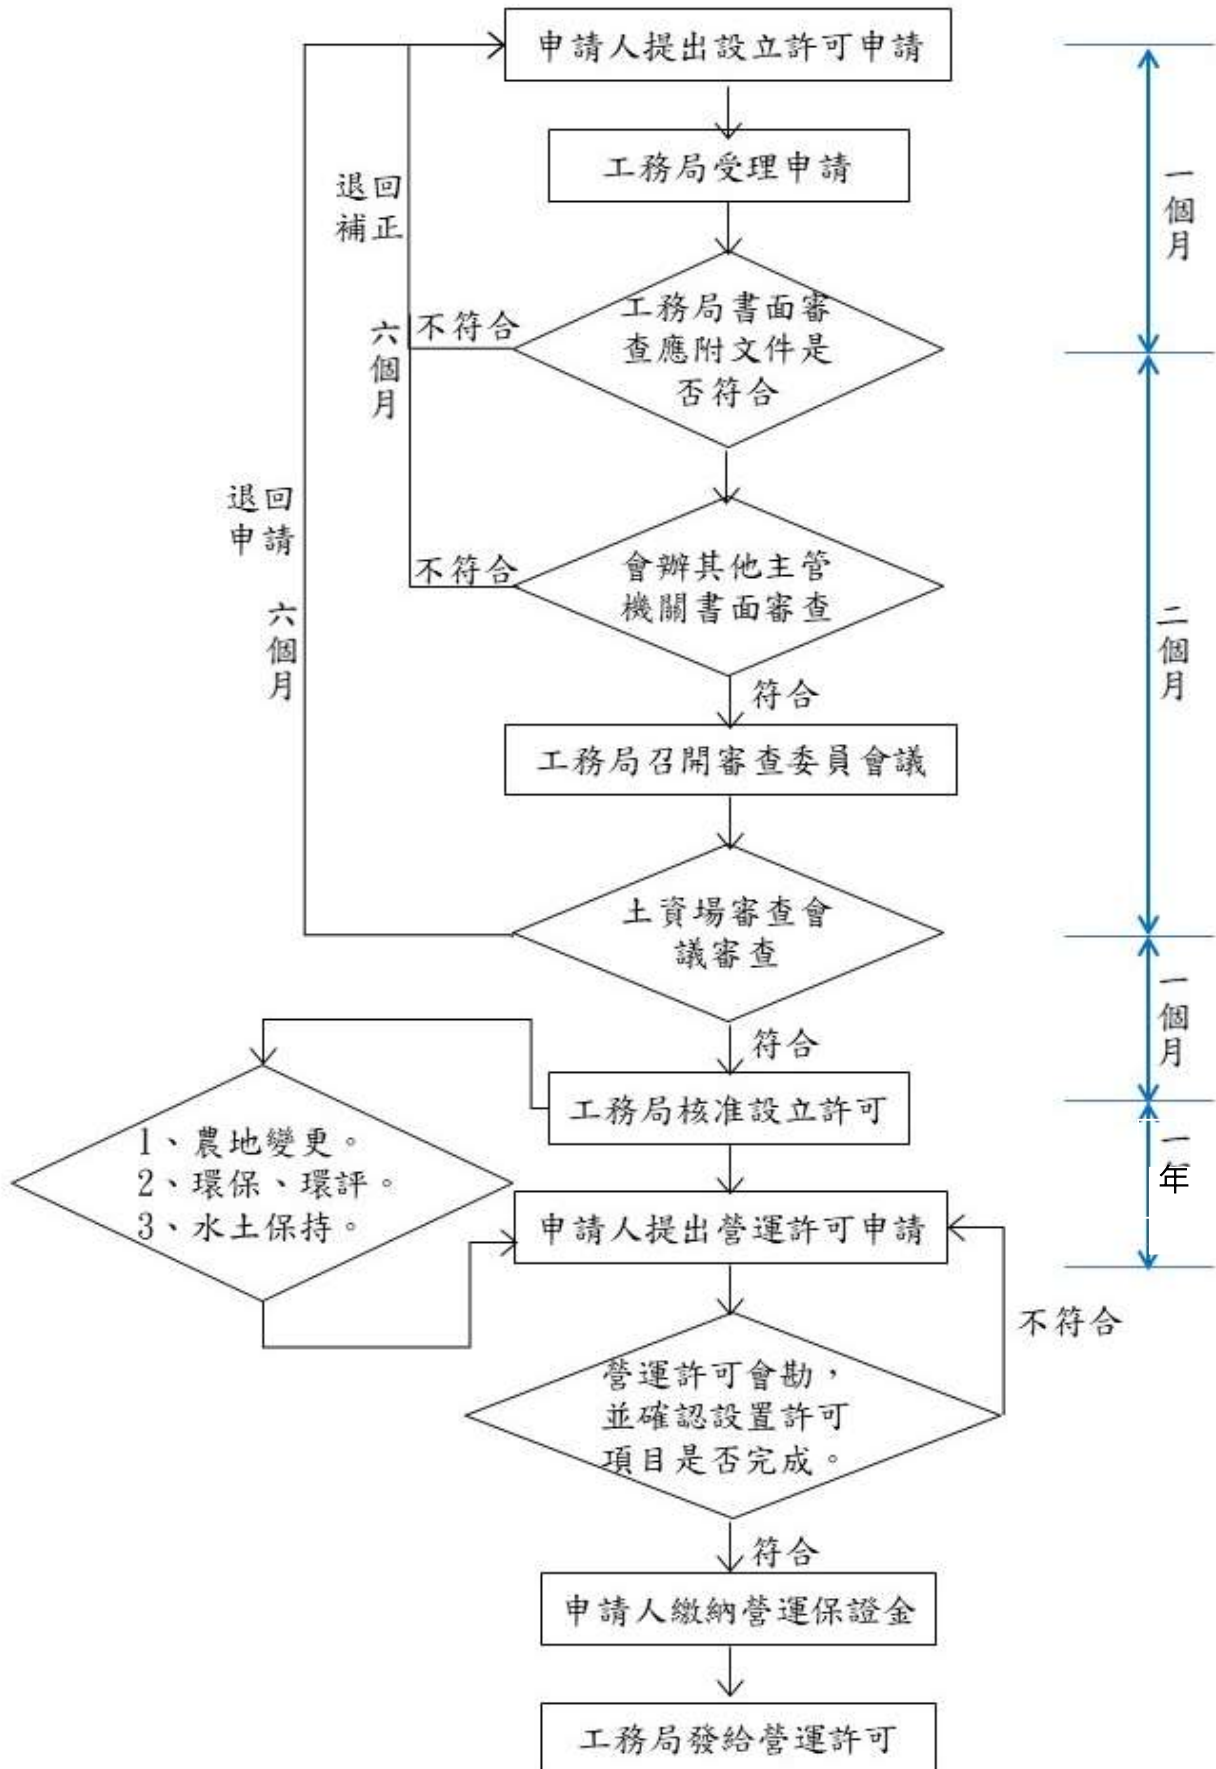 申請人提出設立許可申請
工務局受理申請
一個月
退回
補正
六個月
不符合
工務局書面審
查應附文件是
否符合
退回
申請
六個月
不符合
會辦其他主管
機關書面審查
二個月
符合
工務局召開審查委員會議
土資場審查會
議審查
一個月
符合
工務局核准設立許可
1、農地變更。
2、環保、環評。
3、水土保持。
一年
申請人提出營運許可申請
不符合
營運許可會勘，
並確認設置許可
項目是否完成。
符合
申請人繳納營運保證金
工務局發給營運許可